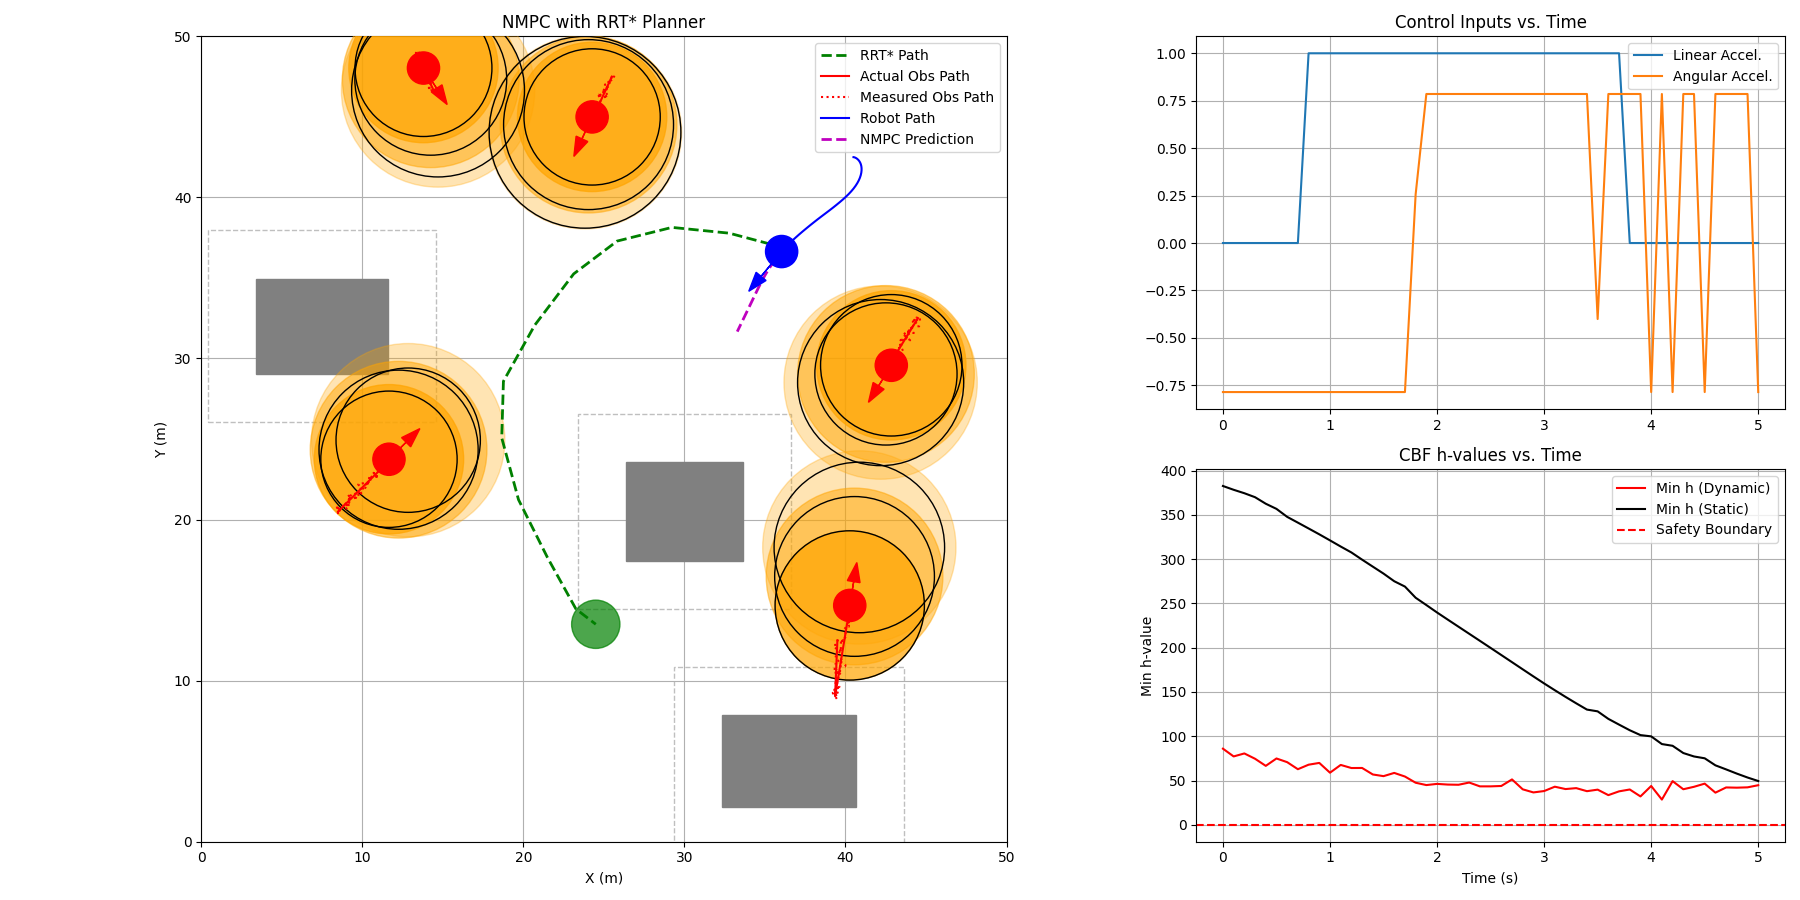 NMPC with RRT* Planner
50
40
30
20
10
0
Y (m)
0 10 20 30 40 50
X (m)
RRT* Path
Actual Obs Path
Measured Obs Path
Robot Path
NMPC Prediction
Control Inputs vs. Time
1.00
0.75
0.50
0.25
0.00
−0.25
−0.50
−0.75
0 1 2 3 4 5
Linear Accel.
Angular Accel.
CBF h-values vs. Time
400
350
300
250
200
150
100
50
0
Min h-value
0 1 2 3 4 5
Time (s)
Min h (Dynamic)
Min h (Static)
Safety Boundary